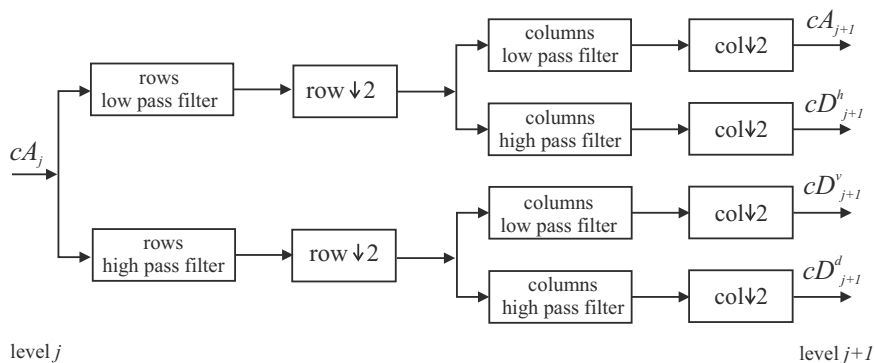 columns
low pass filter
col↓2
cA_{j+1}
rows
low pass filter
row ↓2
columns
high pass filter
col↓2
cD^h_{j+1}
cA_j
columns
low pass filter
col↓2
cD^v_{j+1}
rows
high pass filter
row ↓2
columns
high pass filter
col↓2
cD^d_{j+1}
level j
level j+1